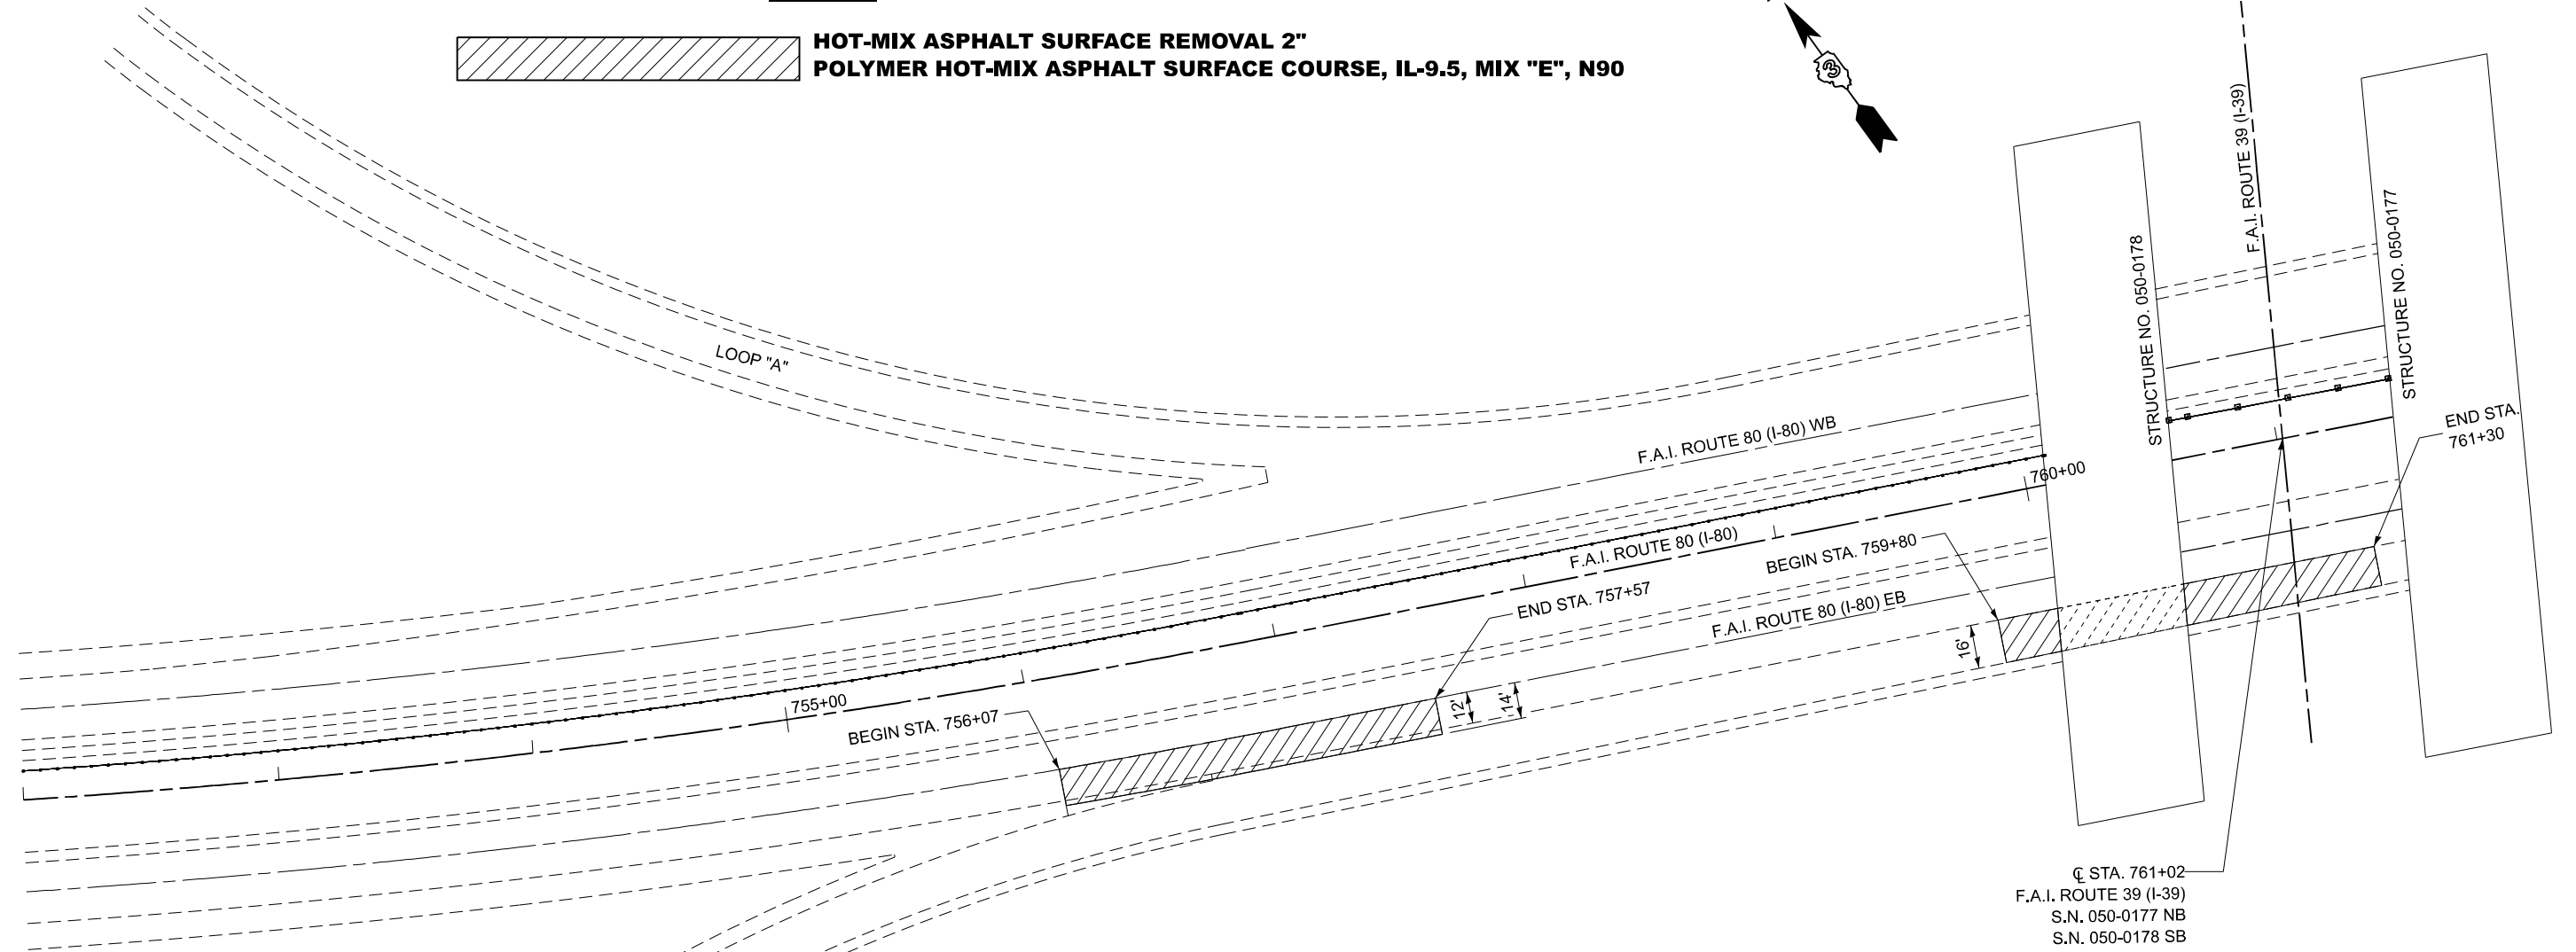 HOT-MIX ASPHALT SURFACE REMOVAL 2"
POLYMER HOT-MIX ASPHALT SURFACE COURSE, IL-9.5, MIX "E", N90
3
F.A.I. ROUTE 39 (I-39)
STRUCTURE NO. 050-0178
STRUCTURE NO. 050-0177
LOOP "A"
F.A.I. ROUTE 80 (I-80) WB
END STA.
761+30
760+00
F.A.I. ROUTE 80 (I-80)
BEGIN STA. 759+80
END STA. 757+57
F.A.I. ROUTE 80 (I-80) EB
16'
12'
14'
755+00
BEGIN STA. 756+07
℄ STA. 761+02
F.A.I. ROUTE 39 (I-39)
S.N. 050-0177 NB
S.N. 050-0178 SB